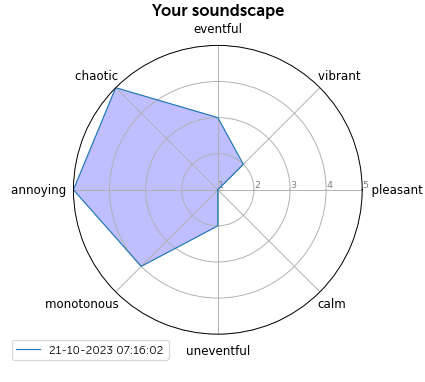 Your soundscape
eventful
chaotic
vibrant
annoying
1 2 3 4 5
pleasant
monotonous
calm
uneventful
21-10-2023 07:16:02